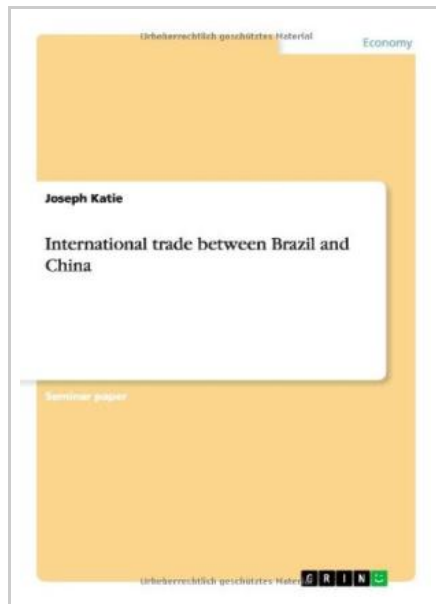 Urheberrechtlich geschütztes Material
Economy
Joseph Katie
International trade between Brazil and
China
Seminar paper
Urheberrechtlich geschütztes Mater
GRIN